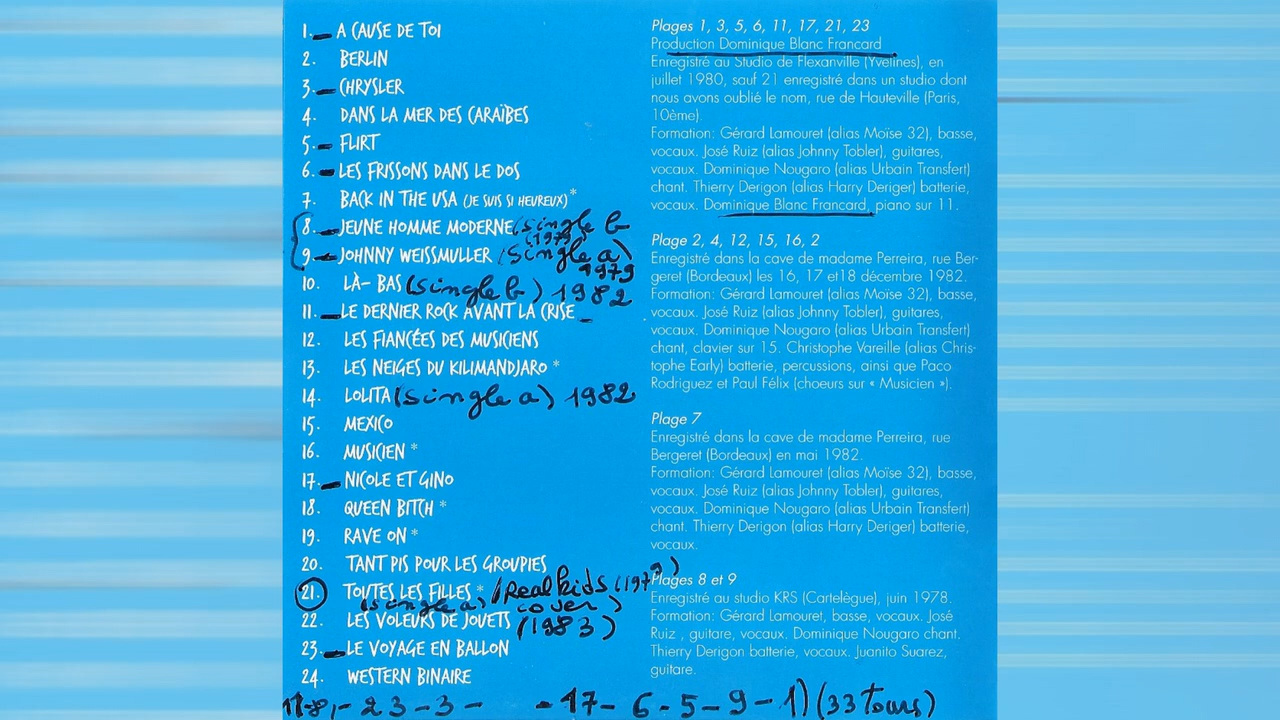 1. A CAUSE DE TOI
2. BERLIN
3. CHRYSLER
4. DANS LA MER DES CARAÏBES
5. FLIRT
6. LES FRISSONS DANS LE DOS
7. BACK IN THE USA (JE SUIS SI HEUREUX)*
8. JEUNE HOMME MODERNE (single b
(1979)
9. JOHNNY WEISSMULLER (single a)
1979
10. LÀ- BAS (single b) 1982
11. LE DERNIER ROCK AVANT LA CRISE
12. LES FIANCÉES DES MUSICIENS
13. LES NEIGES DU KILIMANDJARO *
14. LOLITA (single a) 1982
15. MEXICO
16. MUSICIEN *
17. NICOLE ET GINO
18. QUEEN BITCH *
19. RAVE ON *
20. TANT PIS POUR LES GROUPIES
21. TOUTES LES FILLES * (Real kids (1979)
(single a) cover)
22. LES VOLEURS DE JOUETS (1983)
23. LE VOYAGE EN BALLON
24. WESTERN BINAIRE
Plages 1, 3, 5, 6, 11, 17, 21, 23
Production Dominique Blanc Francard
Enregistré au Studio de Flexanville (Yvelines), en
juillet 1980, sauf 21 enregistré dans un studio dont
nous avons oublié le nom, rue de Hauteville (Paris,
10ème).
Formation: Gérard Lamouret (alias Moïse 32), basse,
vocaux. José Ruiz (alias Johnny Tobler), guitares,
vocaux. Dominique Nougaro (alias Urbain Transfert)
chant. Thierry Derigon (alias Harry Deriger) batterie,
vocaux. Dominique Blanc Francard, piano sur 11.
Plage 2, 4, 12, 15, 16, 2
Enregistré dans la cave de madame Perreira, rue Ber-
geret (Bordeaux) les 16, 17 et18 décembre 1982.
Formation: Gérard Lamouret (alias Moïse 32), basse,
vocaux. José Ruiz (alias Johnny Tobler), guitares,
vocaux. Dominique Nougaro (alias Urbain Transfert)
chant, clavier sur 15. Christophe Vareille (alias Chris-
tophe Early) batterie, percussions, ainsi que Paco
Rodriguez et Paul Félix (choeurs sur « Musicien »).
Plage 7
Enregistré dans la cave de madame Perreira, rue
Bergeret (Bordeaux) en mai 1982.
Formation: Gérard Lamouret (alias Moïse 32), basse,
vocaux. José Ruiz (alias Johnny Tobler), guitares,
vocaux. Dominique Nougaro (alias Urbain Transfert)
chant. Thierry Derigon (alias Harry Deriger) batterie,
vocaux.
Plages 8 et 9
Enregistré au studio KRS (Cartelègue), juin 1978.
Formation: Gérard Lamouret, basse, vocaux. José
Ruiz , guitare, vocaux. Dominique Nougaro chant.
Thierry Derigon batterie, vocaux. Juanito Suarez,
guitare.
23 - 3 - - 17 - 6 - 5 - 9 - 1) (33 Tours)